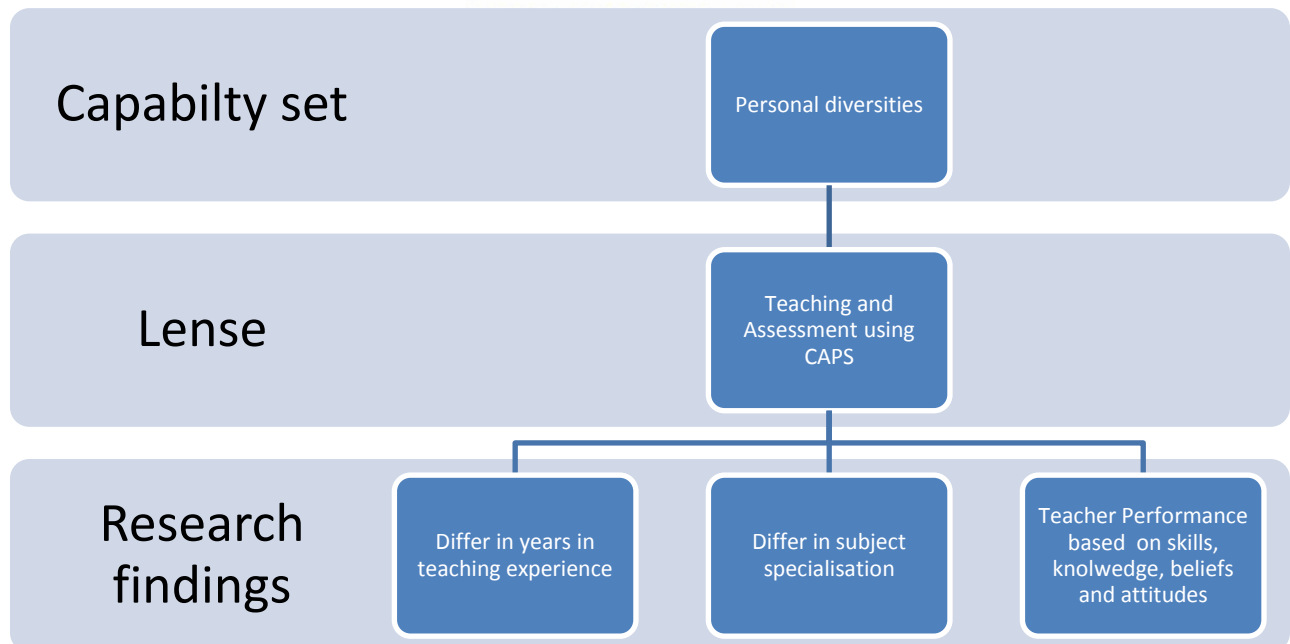 Capabilty set
Personal diversities
Lense
Teaching and
Assessment using
CAPS
Research
findings
Differ in years in
teaching experience
Differ in subject
specialisation
Teacher Performance
based on skills,
knolwedge, beliefs
and attitudes